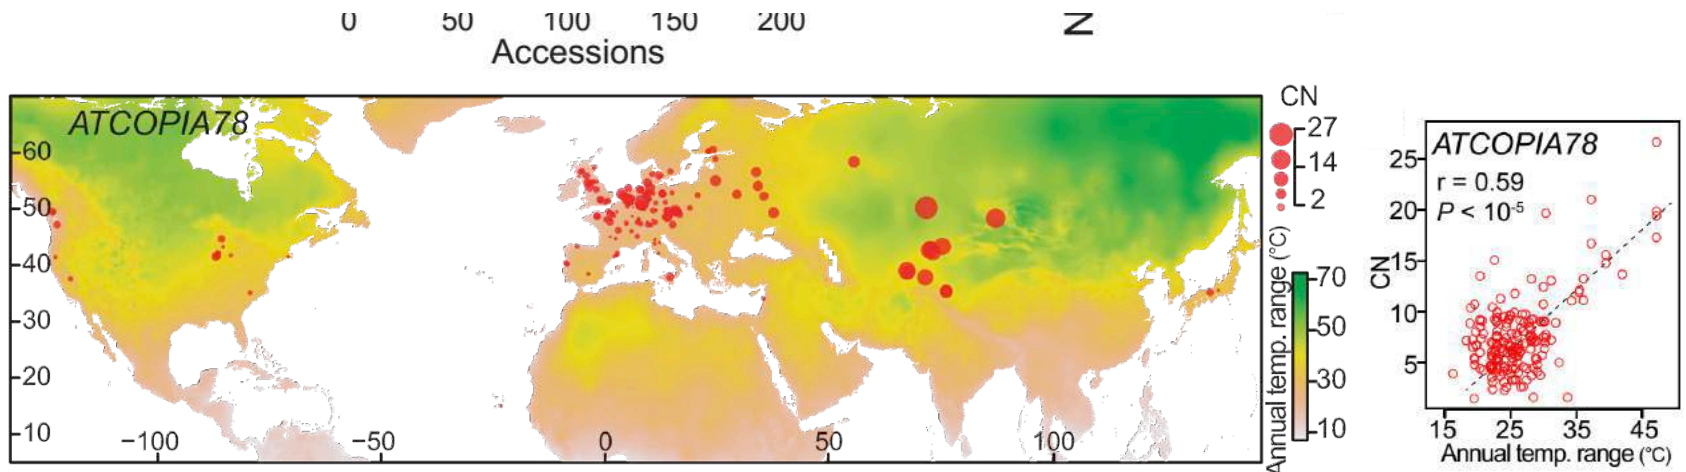 0 50 100 150 200
Accessions
N
ATCOPIA78
60
50
40
30
20
10
−100 −50 0 50 100
CN
27
14
2
Annual temp. range (°C)
70
50
30
10
ATCOPIA78
r = 0.59
P < 10-5
CN
25
20
15
10
5
15 25 35 45
Annual temp. range (°C)